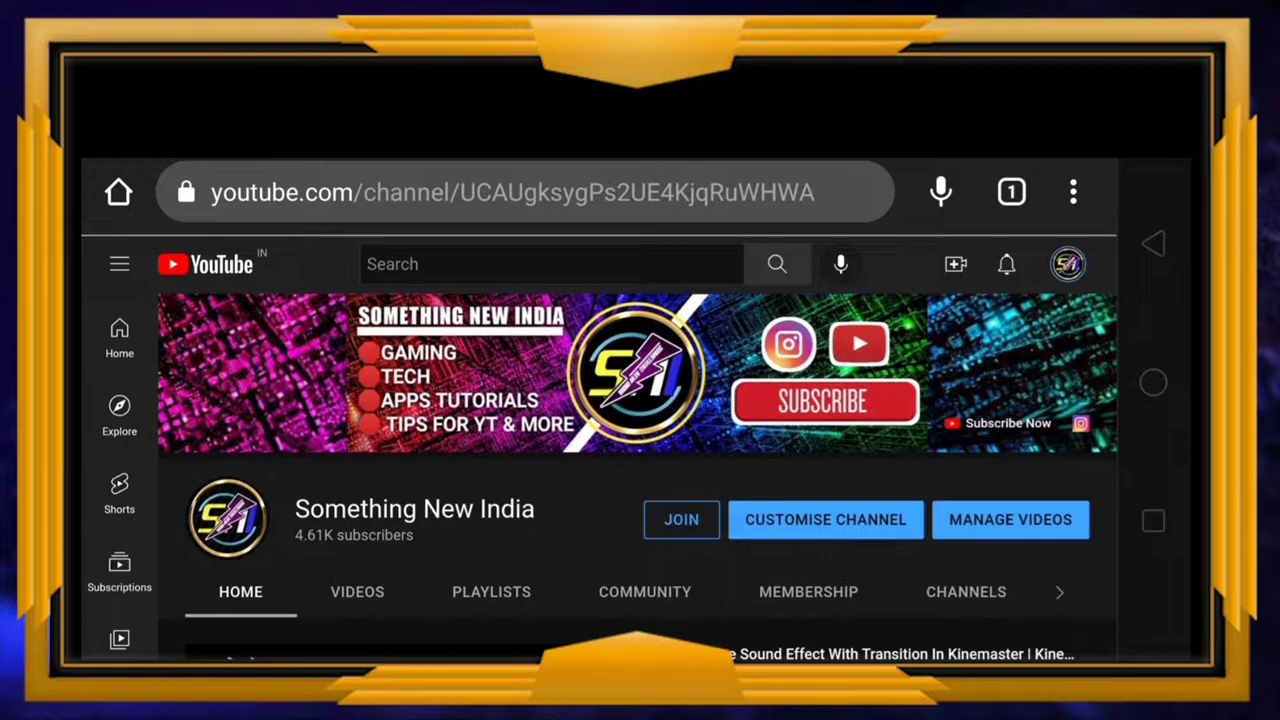 youtube.com/channel/UCAUgksygPs2UE4KjqRuWHWA
1
YouTube IN
Search
Home
Explore
Shorts
Subscriptions
SOMETHING NEW INDIA
GAMING
TECH
APPS TUTORIALS
TIPS FOR YT & MORE
SUBSCRIBE
Subscribe Now
Something New India
4.61K subscribers
JOIN
CUSTOMISE CHANNEL
MANAGE VIDEOS
HOME
VIDEOS
PLAYLISTS
COMMUNITY
MEMBERSHIP
CHANNELS
Sound Effect With Transition In Kinemaster | Kine...